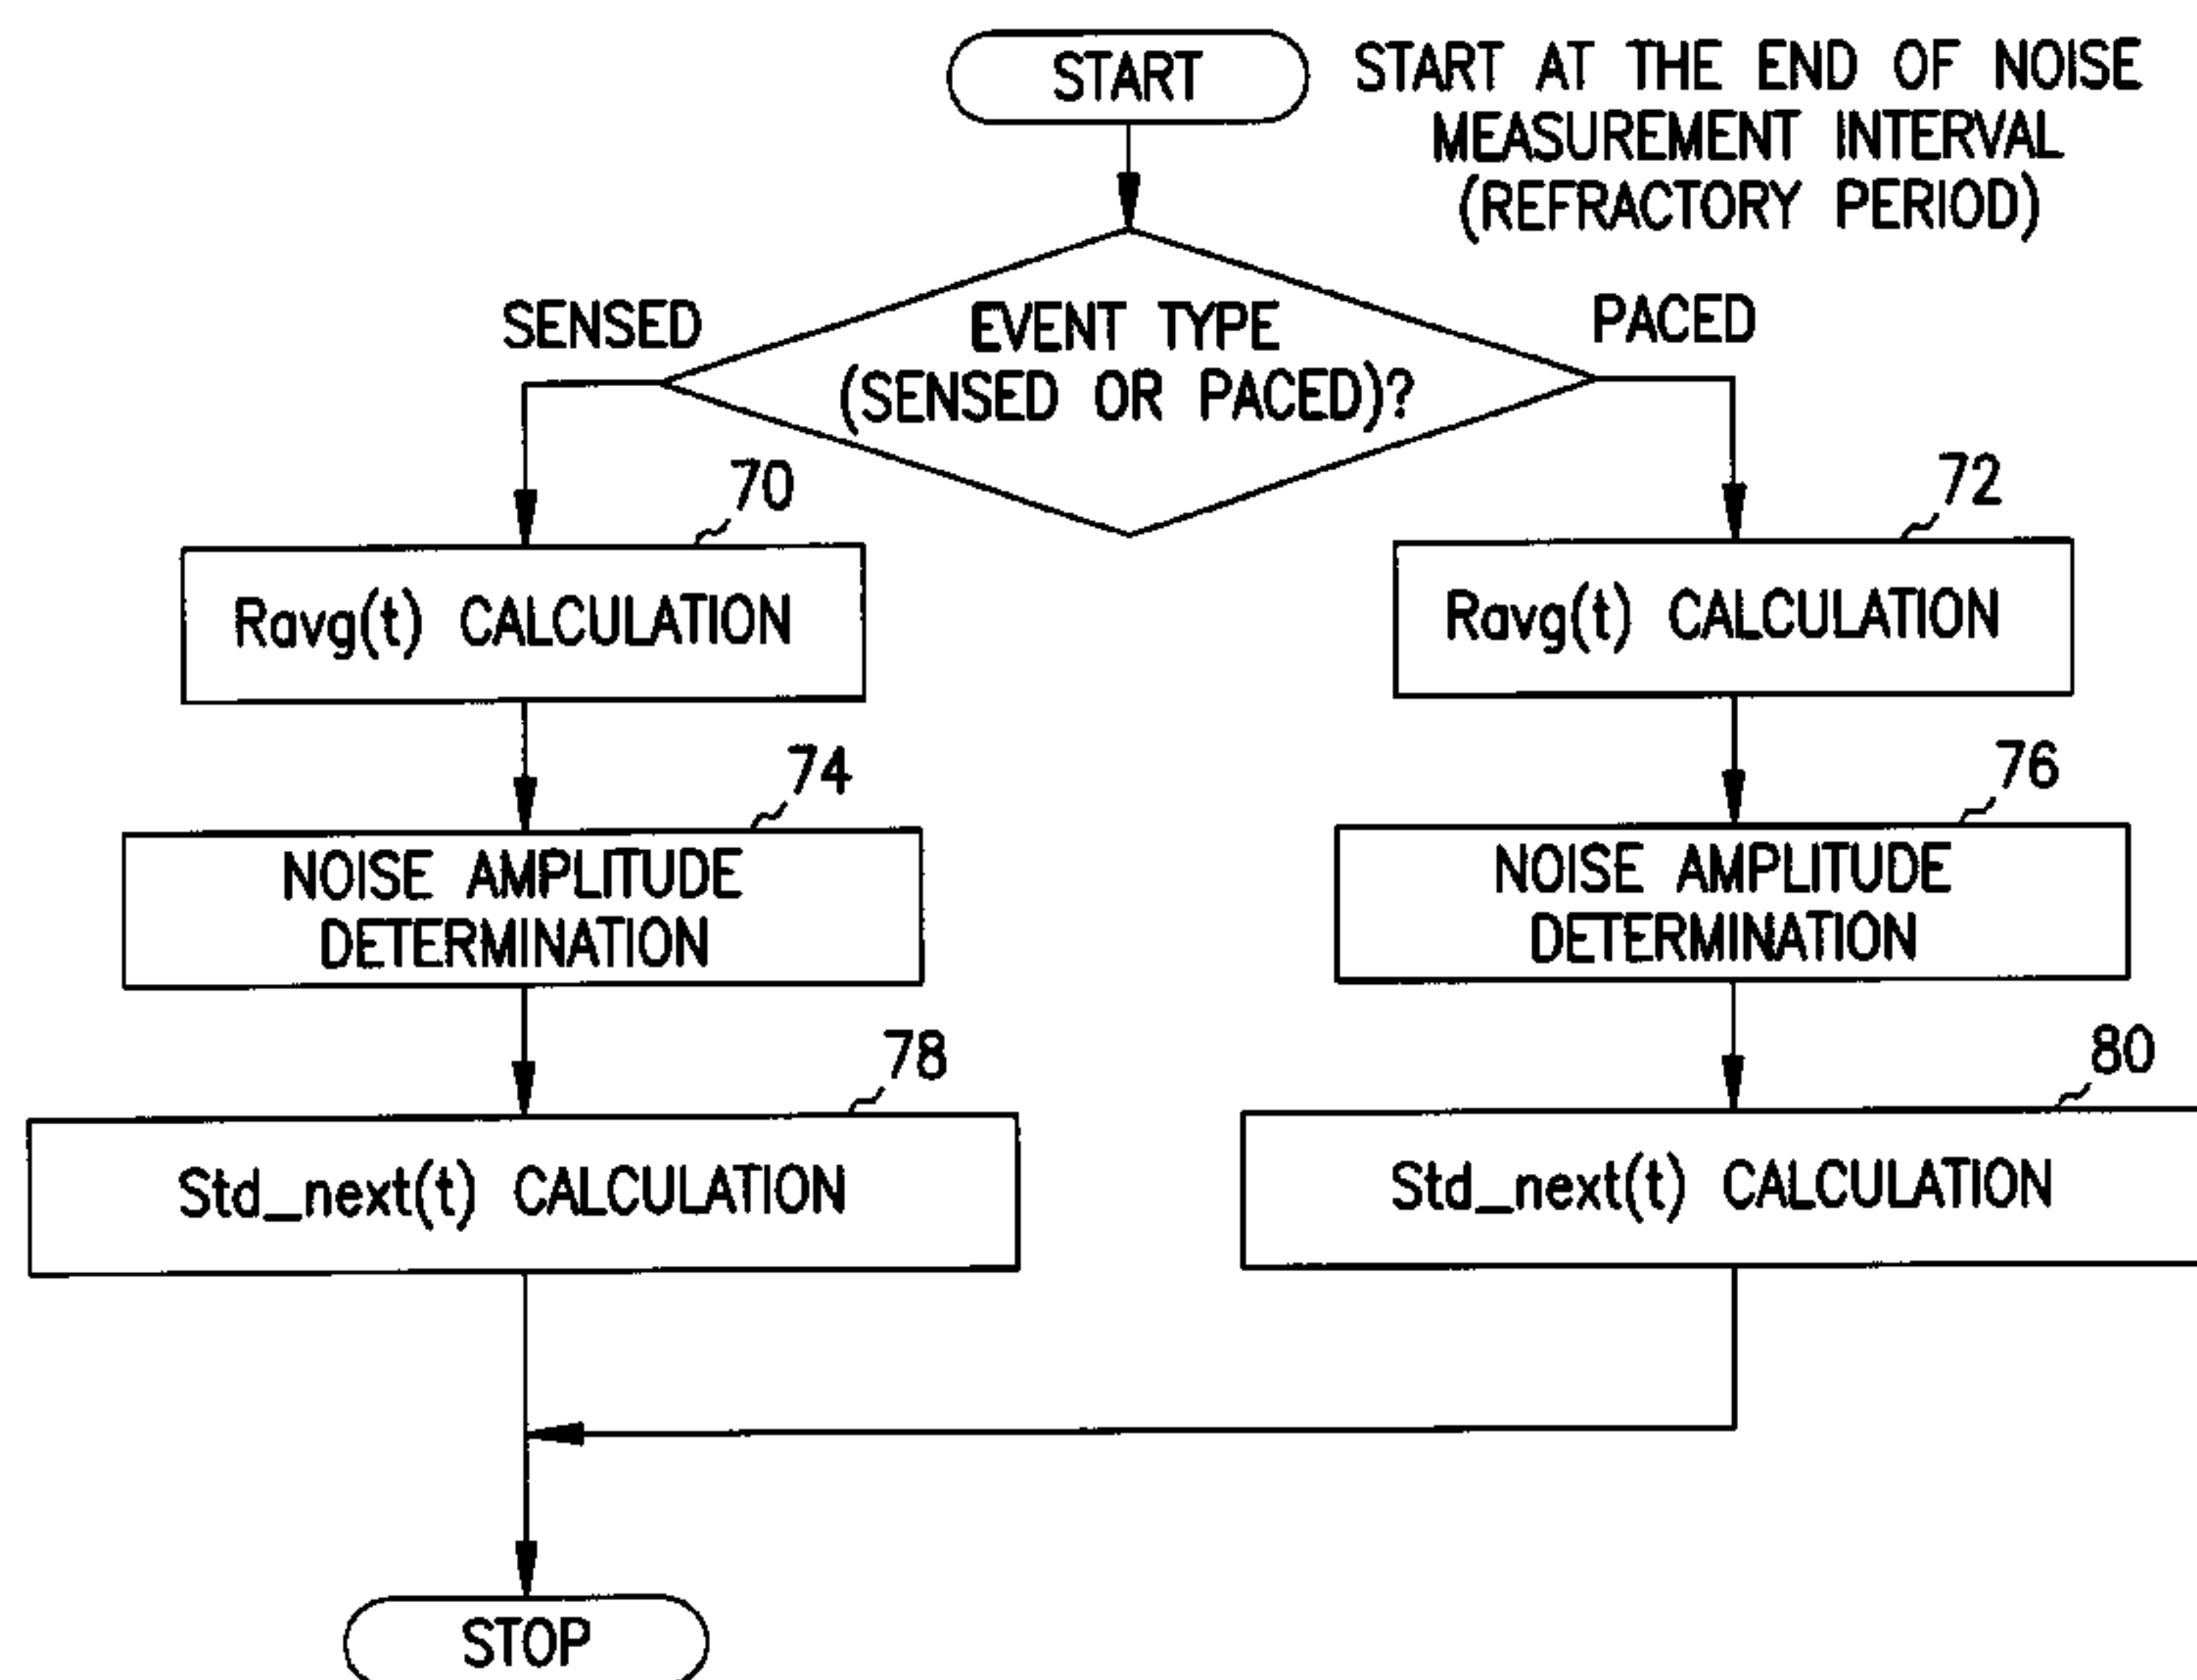 START
START AT THE END OF NOISE
MEASUREMENT INTERVAL
(REFRACTORY PERIOD)
EVENT TYPE
(SENSED OR PACED)?
SENSED
PACED
70
72
Ravg(t) CALCULATION
Ravg(t) CALCULATION
74
76
NOISE AMPLITUDE
DETERMINATION
NOISE AMPLITUDE
DETERMINATION
78
80
Std_next(t) CALCULATION
Std_next(t) CALCULATION
STOP